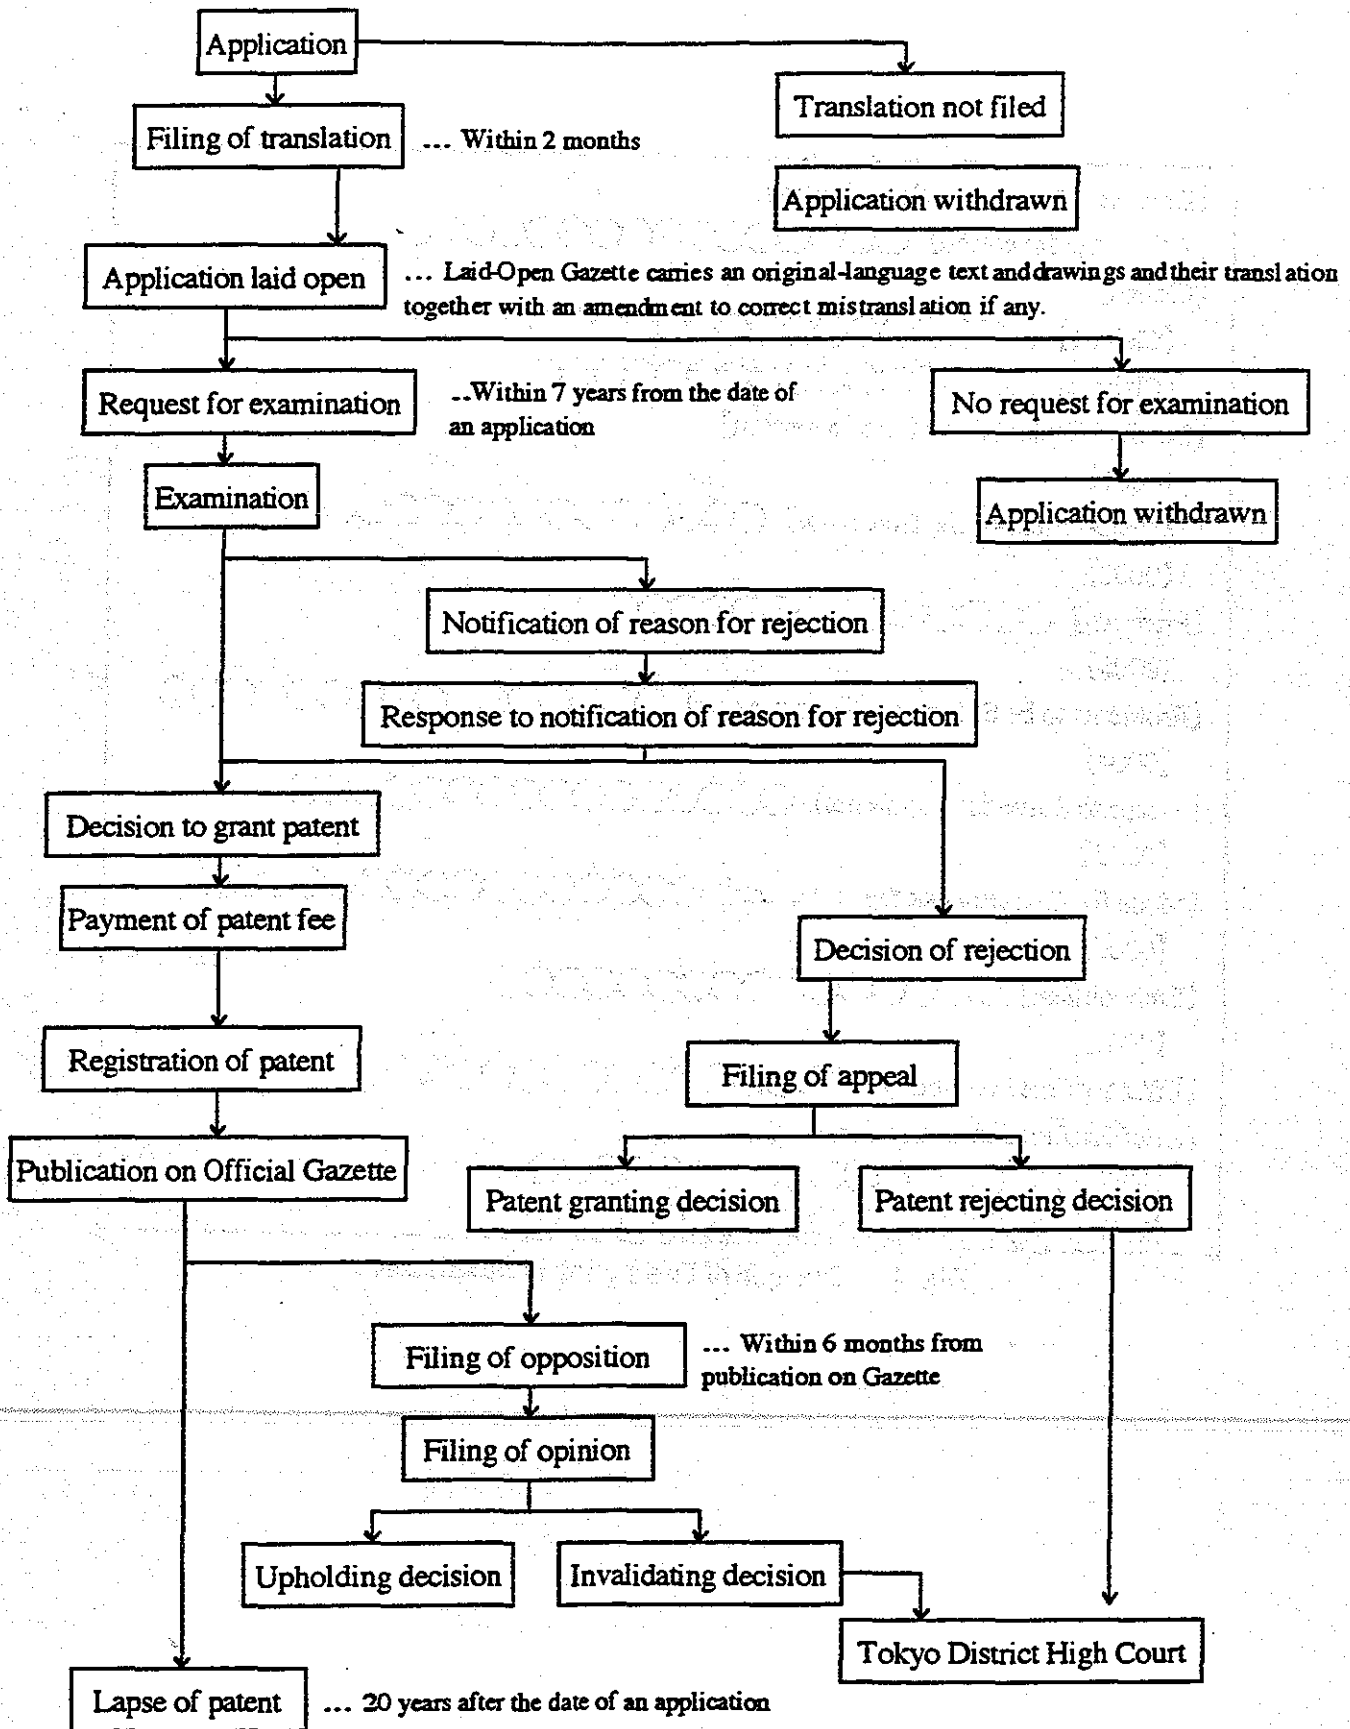 Application
Translation not filed
Filing of translation
... Within 2 months
Application withdrawn
Application laid open
... Laid-Open Gazette carries an original-language text and drawings and their translation
together with an amendment to correct mistranslation if any.
Request for examination
...Within 7 years from the date of
an application
No request for examination
Examination
Application withdrawn
Notification of reason for rejection
Response to notification of reason for rejection
Decision to grant patent
Payment of patent fee
Decision of rejection
Registration of patent
Filing of appeal
Publication on Official Gazette
Patent granting decision
Patent rejecting decision
Filing of opposition
... Within 6 months from
publication on Gazette
Filing of opinion
Upholding decision
Invalidating decision
Tokyo District High Court
Lapse of patent
... 20 years after the date of an application